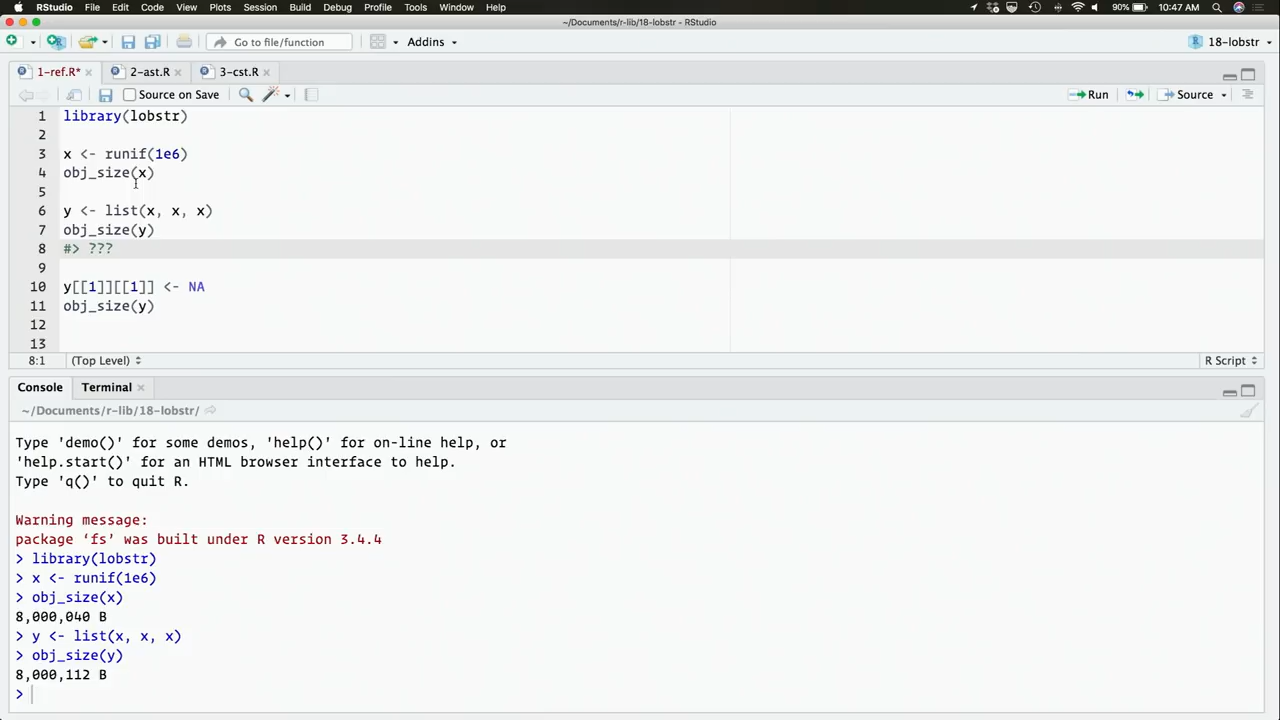 RStudio File Edit Code View Plots Session Build Debug Profile Tools Window Help 90% 10:47 AM
~/Documents/r-lib/18-lobstr - RStudio
Go to file/function Addins 18-lobstr
1-ref.R* 2-ast.R 3-cst.R
Source on Save Run Source
1 library(lobstr)
2
3 x <- runif(1e6)
4 obj_size(x)
5
6 y <- list(x, x, x)
7 obj_size(y)
8 #> ???
9
10 y[[1]][[1]] <- NA
11 obj_size(y)
12
13
8:1 (Top Level) R Script
Console Terminal
~/Documents/r-lib/18-lobstr/
Type 'demo()' for some demos, 'help()' for on-line help, or
'help.start()' for an HTML browser interface to help.
Type 'q()' to quit R.
Warning message:
package ‘fs’ was built under R version 3.4.4
> library(lobstr)
> x <- runif(1e6)
> obj_size(x)
8,000,040 B
> y <- list(x, x, x)
> obj_size(y)
8,000,112 B
>